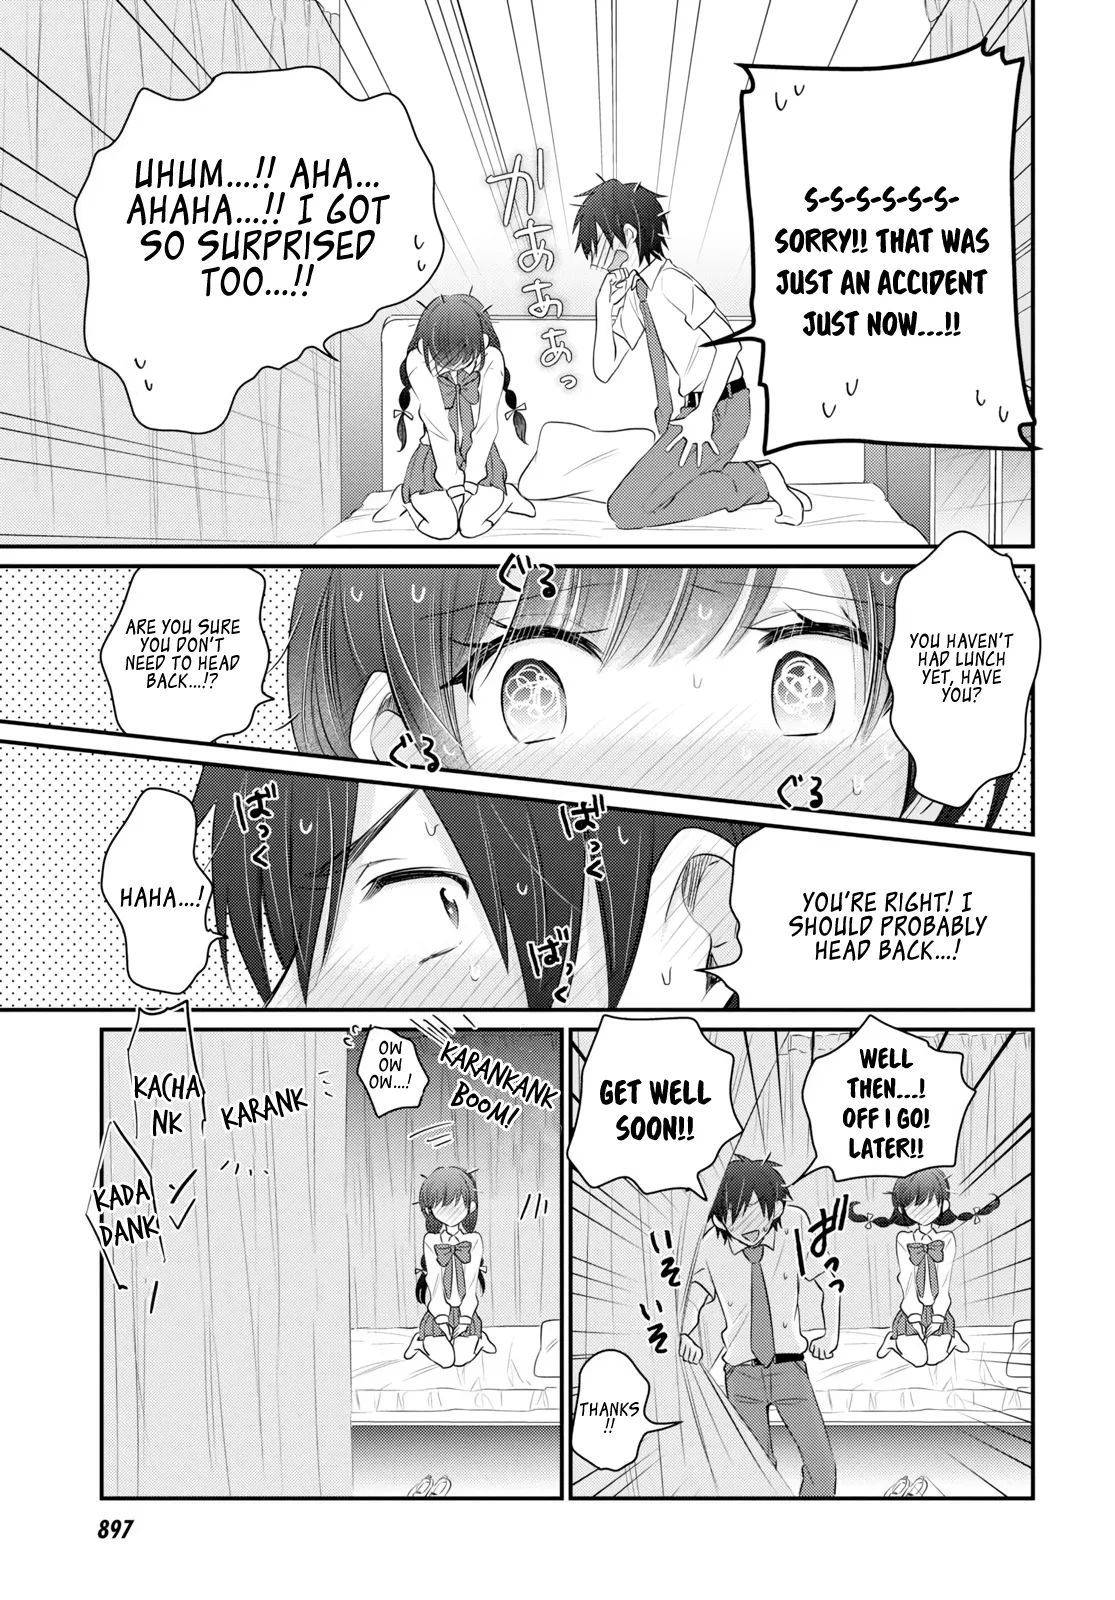 S-S-S-S-S-S-
SORRY!! THAT WAS
JUST AN ACCIDENT
JUST NOW...!!
かあぁぁぁっ
UHUM...!! AHA...
AHAHA...!! I GOT
SO SURPRISED
TOO...!!
YOU HAVEN'T
HAD LUNCH
YET, HAVE
YOU?
ぐる
ぐる
ぐる
ARE YOU SURE
YOU DON'T
NEED TO HEAD
BACK...!?
YOU'RE RIGHT! I
SHOULD PROBABLY
HEAD BACK...!
ばっく
ばっく
ばっく
HAHA...!
WELL
THEN...!
OFF I GO!
LATER!!
GET WELL
SOON!!
ばっっ
いそ
いそ
THANKS
!!
KARANKANK
BOOM!
OW
OW
OW...!
KARANK
KACHA
NK
KADA
DANK
897